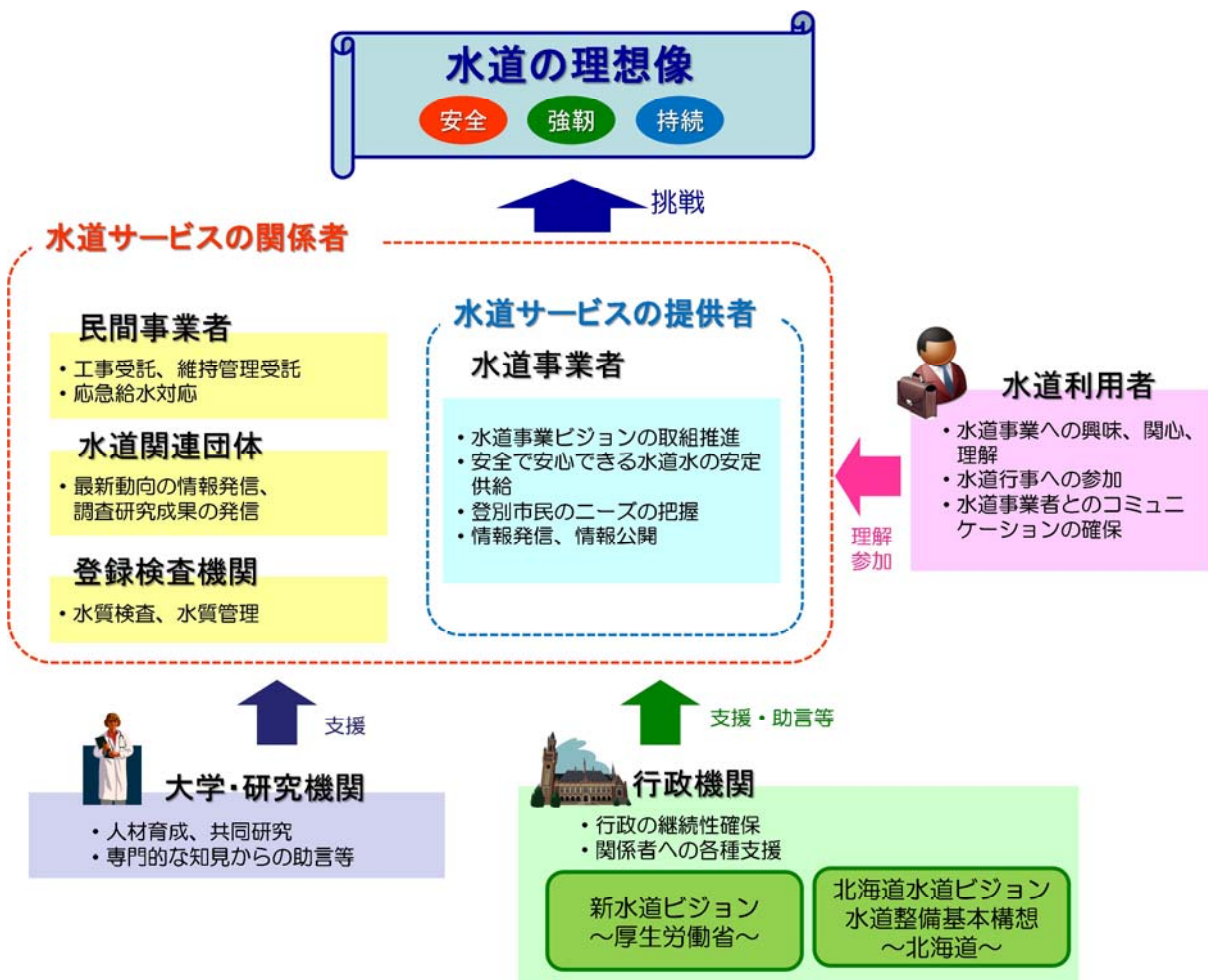 水道の理想像
安全
強靭
持続
挑戦
水道サービスの関係者
民間事業者
・工事受託、維持管理受託
・応急給水対応
水道関連団体
・最新動向の情報発信、
調査研究成果の発信
登録検査機関
・水質検査、水質管理
水道サービスの提供者
水道事業者
・水道事業ビジョンの取組推進
・安全で安心できる水道水の安定
供給
・登別市民のニーズの把握
・情報発信、情報公開
水道利用者
・水道事業への興味、関心、
理解
・水道行事への参加
・水道事業者とのコミュニ
ケーションの確保
理解
参加
支援
大学・研究機関
・人材育成、共同研究
・専門的な知見からの助言等
支援・助言等
行政機関
・行政の継続性確保
・関係者への各種支援
新水道ビジョン
～厚生労働省～
北海道水道ビジョン
水道整備基本構想
～北海道～